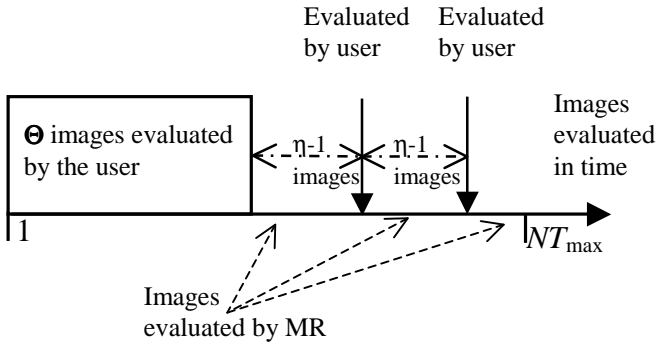 Evaluated
by user
Evaluated
by user
Θ images evaluated
by the user
η-1
images
η-1
images
Images
evaluated
in time
1
NTmax
Images
evaluated by MR